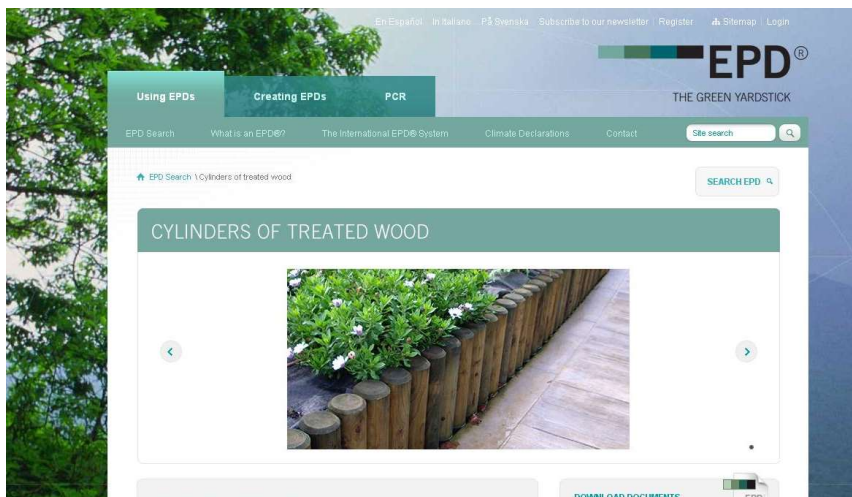 En Español In Italiano På Svenska Subscribe to our newsletter Register Sitemap Login
EPD®
THE GREEN YARDSTICK
Using EPDs Creating EPDs PCR
EPD Search What is an EPD®? The International EPD® System Climate Declarations Contact Site search
EPD Search \ Cylinders of treated wood
SEARCH EPD
CYLINDERS OF TREATED WOOD
DOWNLOAD DOCUMENTS
EPD